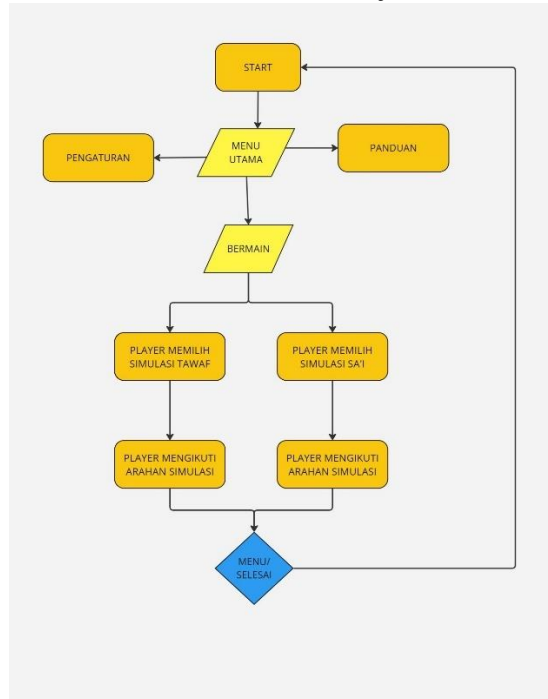 START
MENU
UTAMA
PENGATURAN
PANDUAN
BERMAIN
PLAYER MEMILIH
SIMULASI TAWAF
PLAYER MEMILIH
SIMULASI SA'I
PLAYER MENGIKUTI
ARAHAN SIMULASI
PLAYER MENGIKUTI
ARAHAN SIMULASI
MENU/
SELESAI